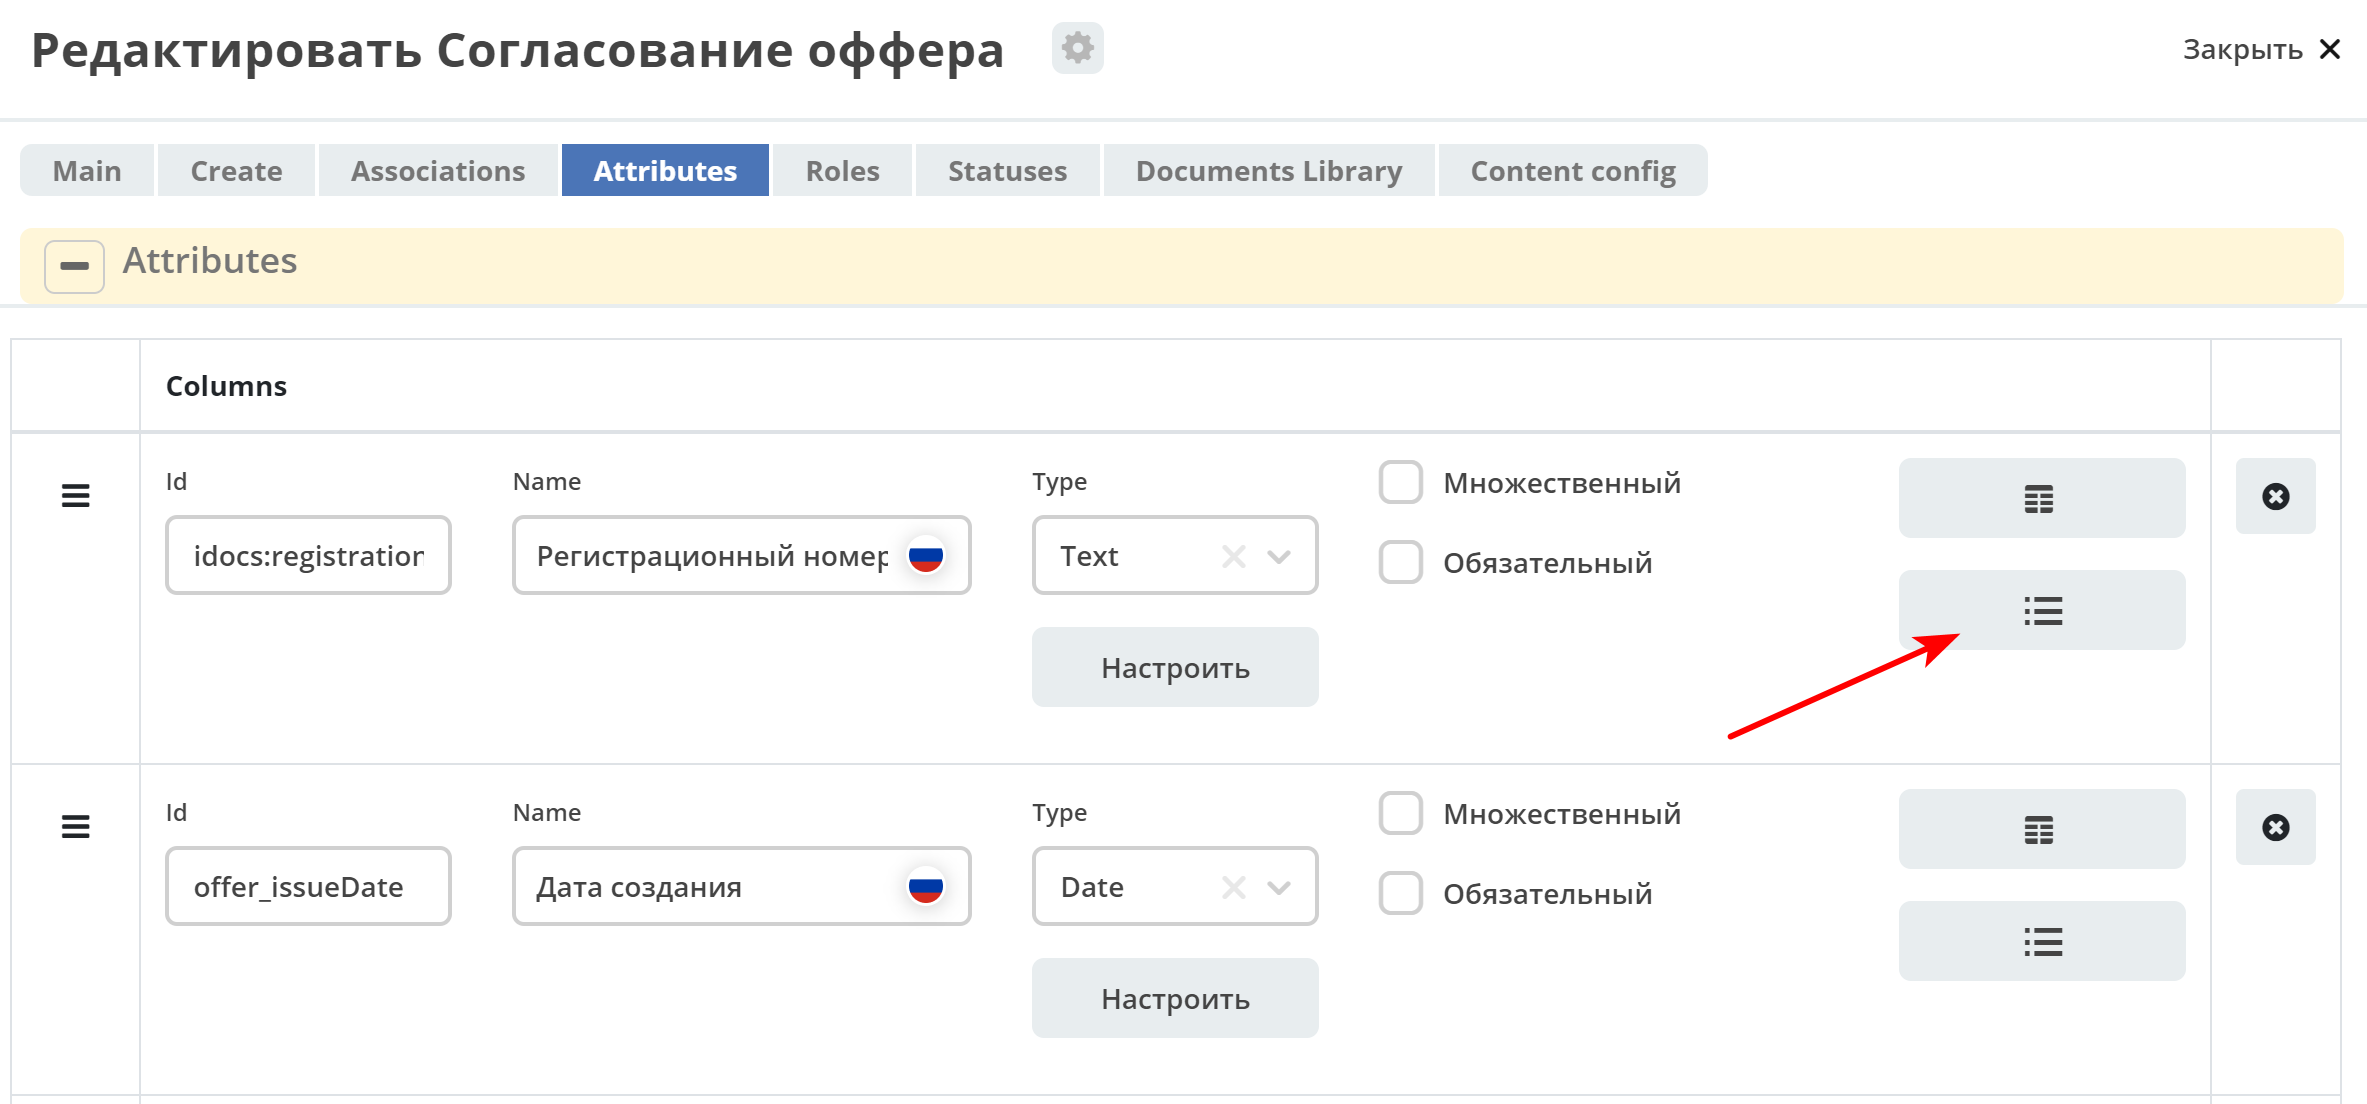 Редактировать Согласование оффера
Закрыть
Main Create Associations Attributes Roles Statuses Documents Library Content config
Attributes
Columns
Id Name Type Множественный
idocs:registration Регистрационный номер Text
Обязательный
Настроить
Id Name Type Множественный
offer_issueDate Дата создания Date
Обязательный
Настроить